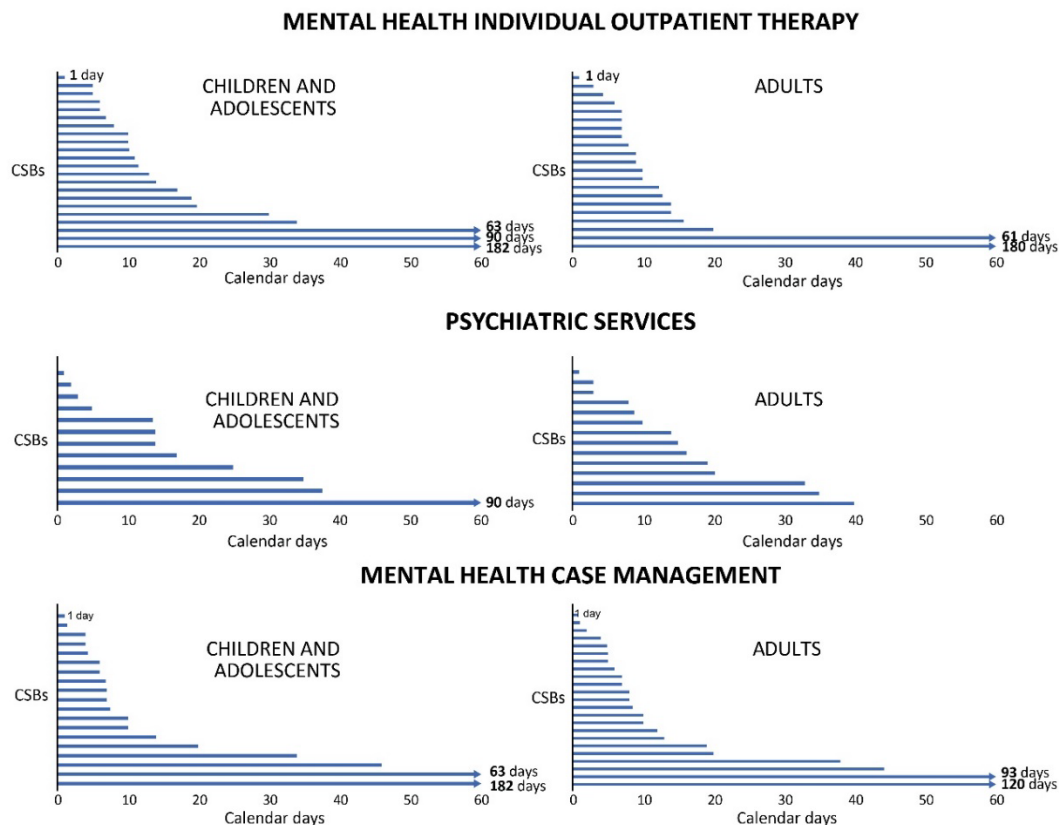 MENTAL HEALTH INDIVIDUAL OUTPATIENT THERAPY
1 day
CHILDREN AND
ADOLESCENTS
CSBs
63 days
90 days
182 days
0 10 20 30 40 50 60
Calendar days
1 day
ADULTS
CSBs
61 days
180 days
0 10 20 30 40 50 60
Calendar days
PSYCHIATRIC SERVICES
CHILDREN AND
ADOLESCENTS
CSBs
90 days
0 10 20 30 40 50 60
Calendar days
ADULTS
CSBs
0 10 20 30 40 50 60
Calendar days
MENTAL HEALTH CASE MANAGEMENT
1 day
CHILDREN AND
ADOLESCENTS
CSBs
63 days
182 days
0 10 20 30 40 50 60
Calendar days
1 day
ADULTS
CSBs
93 days
120 days
0 10 20 30 40 50 60
Calendar days